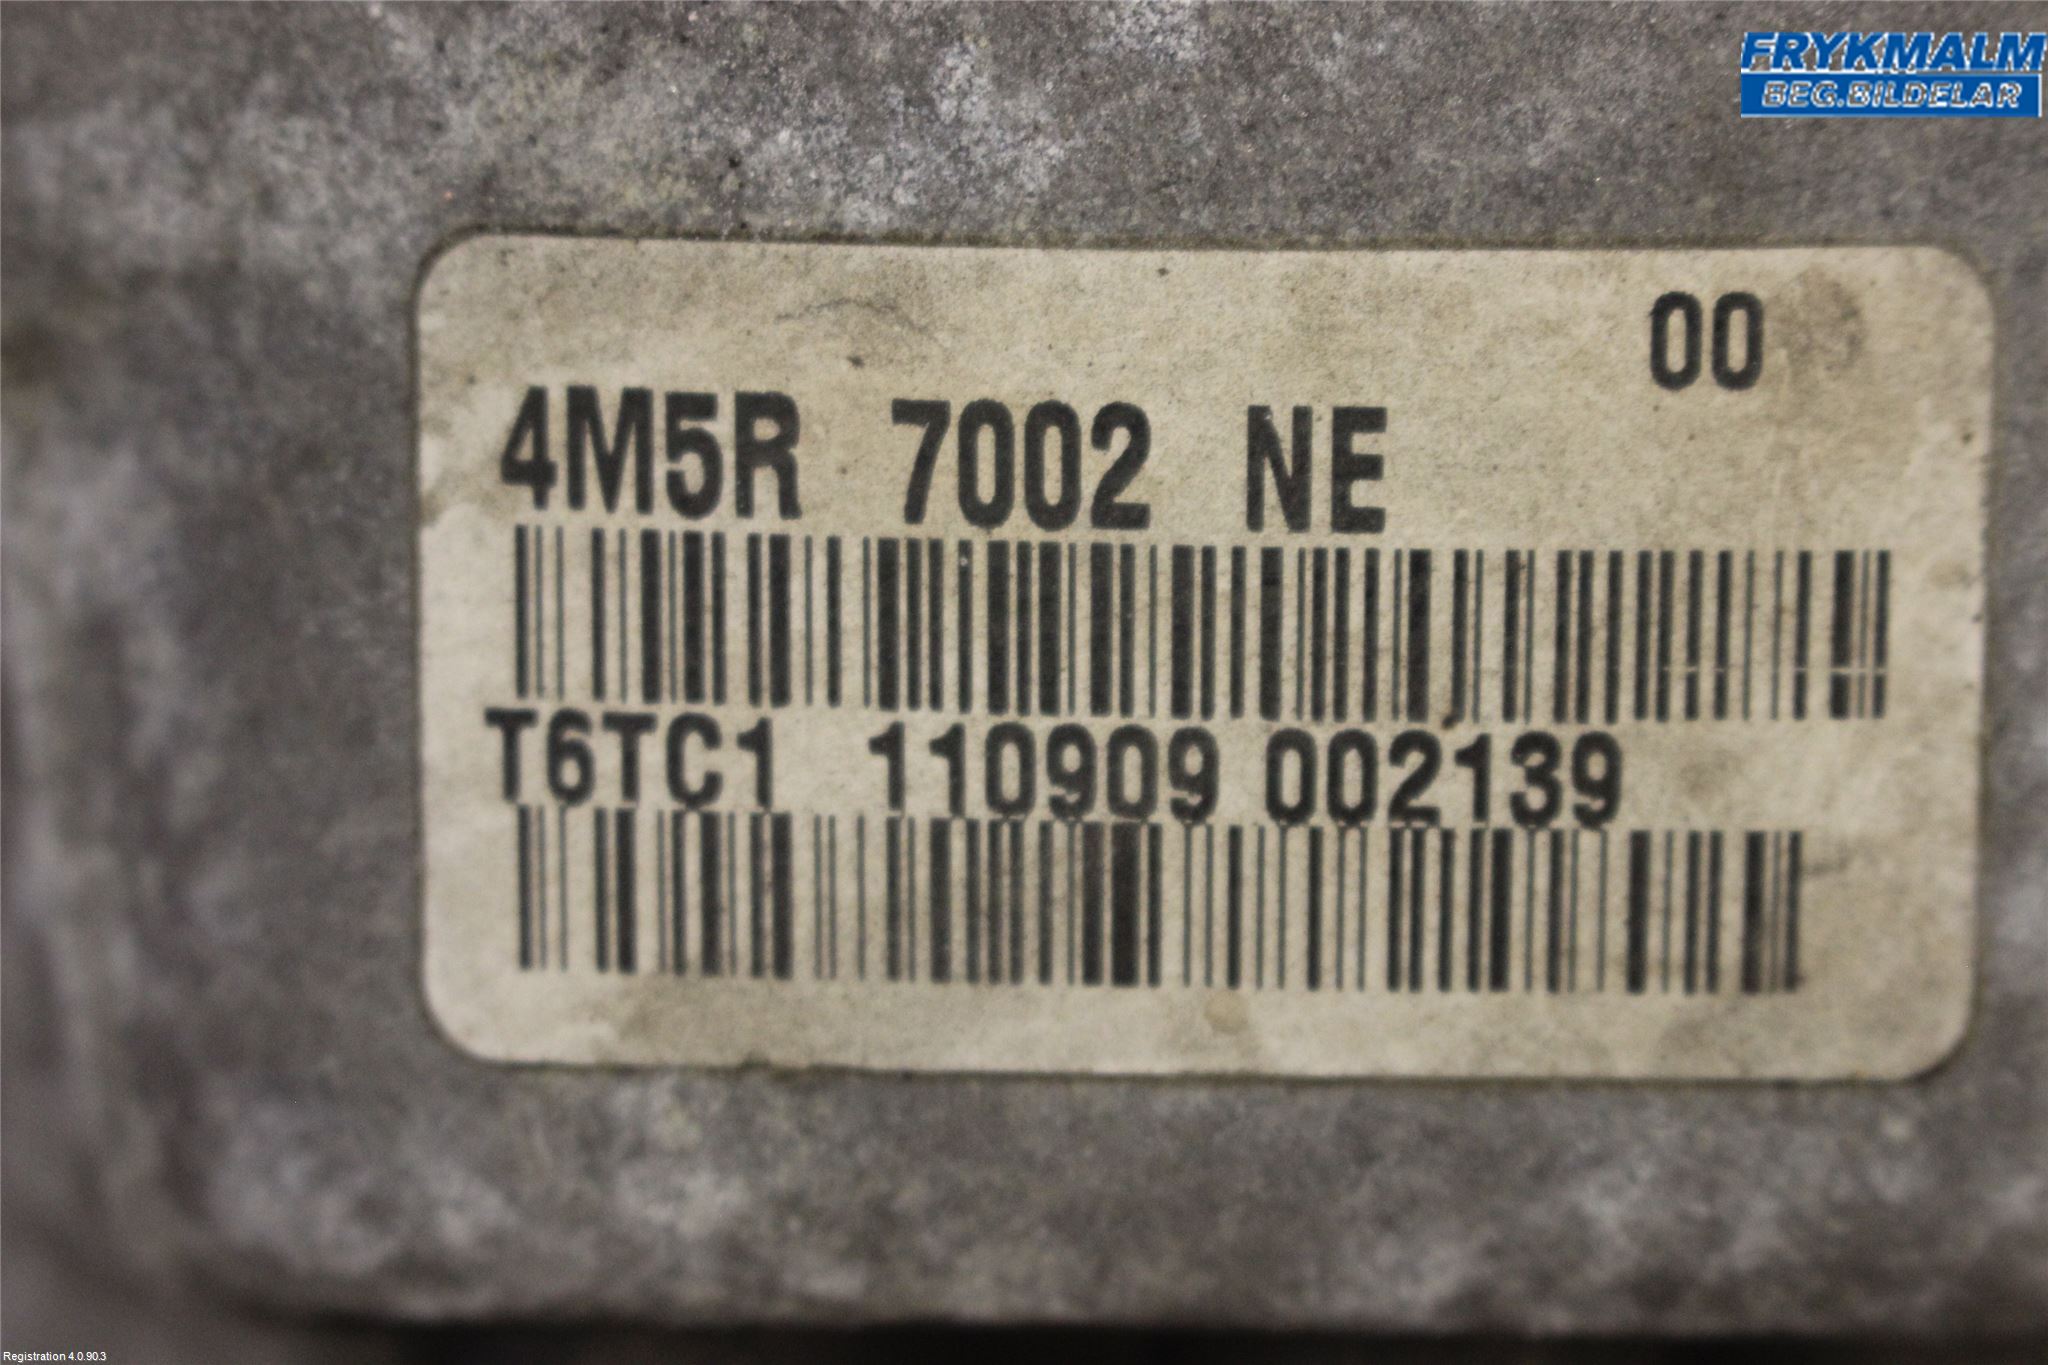 FRYKMALM
BEG.BILDELAR
00
4M5R 7002 NE
T6TC1 110909 002139
Registration 4.0.90.3